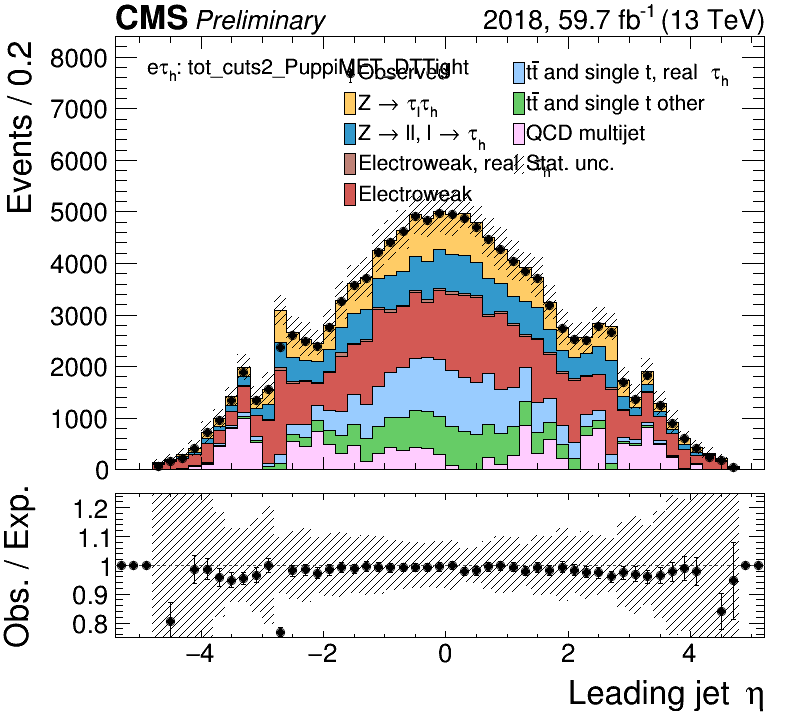 CMS Preliminary 2018, 59.7 fb⁻¹ (13 TeV)
Events / 0.2
8000
7000
6000
5000
4000
3000
2000
1000
0
eτh: tot_cuts2_PuppiMET_DTTight
Observed
Z → τlτh
Z → ll, l → τh
Electroweak, real τh
Electroweak
tt̄ and single t, real τh
tt̄ and single t other
QCD multijet
Stat. unc.
Obs. / Exp.
1.2
1.1
1
0.9
0.8
−4 −2 0 2 4
Leading jet η